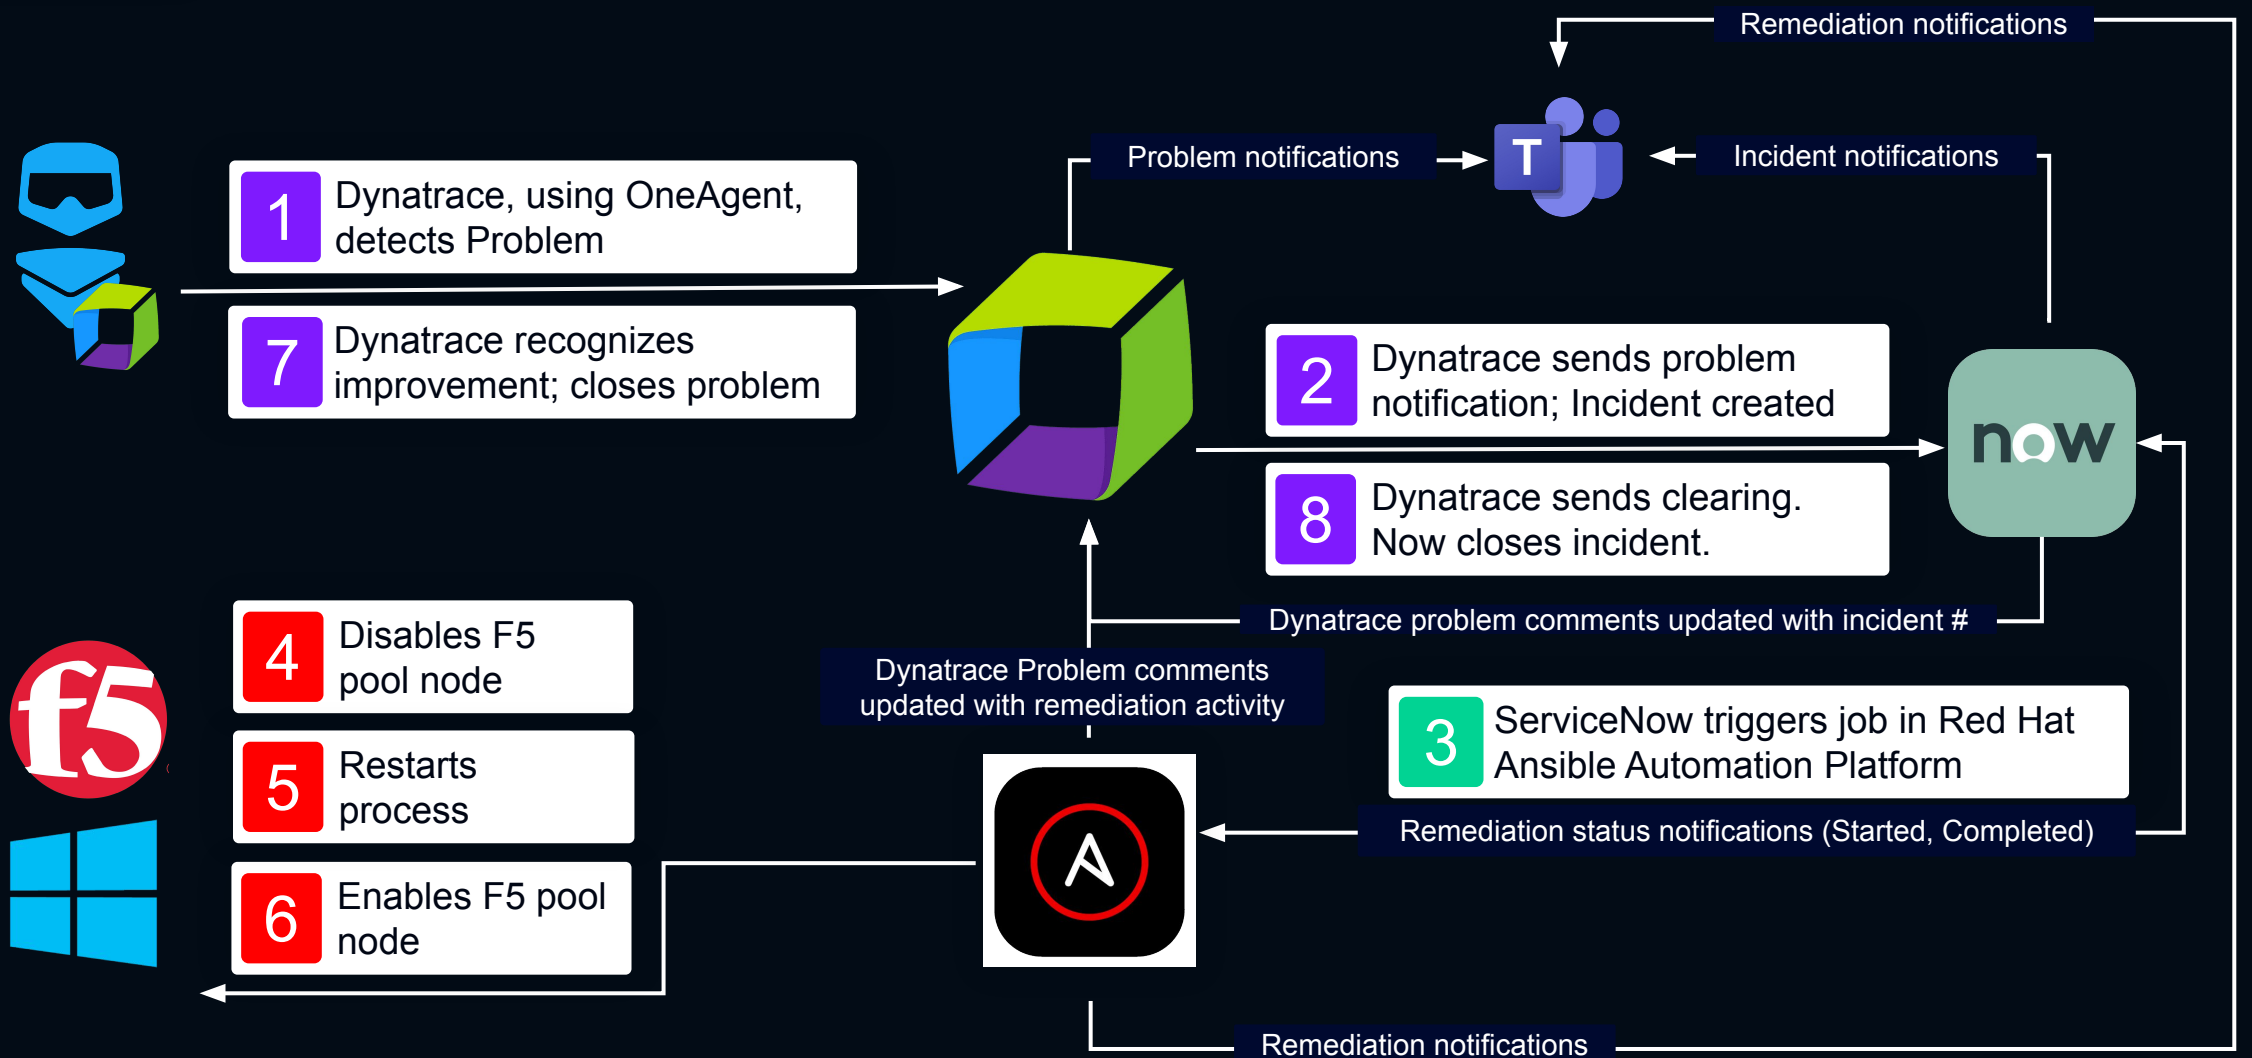 Remediation notifications
Problem notifications
T
Incident notifications
1
Dynatrace, using OneAgent,
detects Problem
7
Dynatrace recognizes
improvement; closes problem
2
Dynatrace sends problem
notification; Incident created
now
8
Dynatrace sends clearing.
Now closes incident.
Dynatrace problem comments updated with incident #
4
Disables F5
pool node
Dynatrace Problem comments
updated with remediation activity
f5
3
ServiceNow triggers job in Red Hat
Ansible Automation Platform
5
Restarts
process
Remediation status notifications (Started, Completed)
A
6
Enables F5 pool
node
Remediation notifications